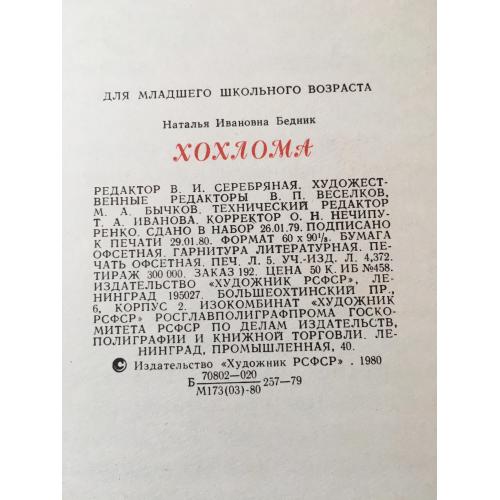 ДЛЯ МЛАДШЕГО ШКОЛЬНОГО ВОЗРАСТА
Наталья Ивановна Бедник
ХОХЛОМА
РЕДАКТОР В. И. СЕРЕБРЯНАЯ. ХУДОЖЕСТ-
ВЕННЫЕ РЕДАКТОРЫ В. П. ВЕСЕЛКОВ,
М. А. БЫЧКОВ. ТЕХНИЧЕСКИЙ РЕДАКТОР
Т. А. ИВАНОВА. КОРРЕКТОР О. Н. НЕЧИПУ-
РЕНКО. СДАНО В НАБОР 26.01.79. ПОДПИСАНО
К ПЕЧАТИ 29.01.80. ФОРМАТ 60 х 90⅛. БУМАГА
ОФСЕТНАЯ. ГАРНИТУРА ЛИТЕРАТУРНАЯ. ПЕ-
ЧАТЬ ОФСЕТНАЯ. ПЕЧ. Л. 5. УЧ.-ИЗД. Л. 4,372.
ТИРАЖ 300 000. ЗАКАЗ 192. ЦЕНА 50 К. ИБ №458.
ИЗДАТЕЛЬСТВО «ХУДОЖНИК РСФСР», ЛЕ-
НИНГРАД 195027. БОЛЬШЕОХТИНСКИЙ ПР.,
6, КОРПУС 2. ИЗОКОМБИНАТ «ХУДОЖНИК
РСФСР» РОСГЛАВПОЛИГРАФПРОМА ГОСКО-
МИТЕТА РСФСР ПО ДЕЛАМ ИЗДАТЕЛЬСТВ,
ПОЛИГРАФИИ И КНИЖНОЙ ТОРГОВЛИ. ЛЕ-
НИНГРАД, ПРОМЫШЛЕННАЯ, 40.
© Издательство «Художник РСФСР» . 1980
Б 70802—020 257—79
М173(03)-80